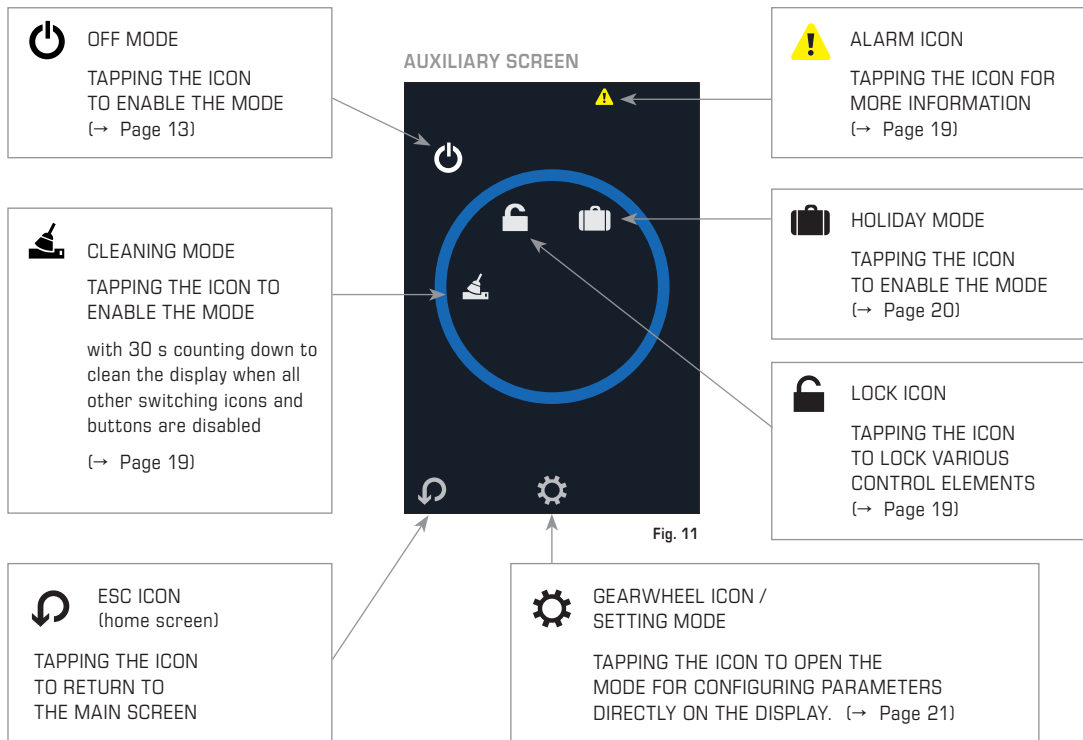 OFF MODE
TAPPING THE ICON
TO ENABLE THE MODE
(→ Page 13)
CLEANING MODE
TAPPING THE ICON TO
ENABLE THE MODE
with 30 s counting down to
clean the display when all
other switching icons and
buttons are disabled
(→ Page 19)
ESC ICON
(home screen)
TAPPING THE ICON
TO RETURN TO
THE MAIN SCREEN
AUXILIARY SCREEN
Fig. 11
ALARM ICON
TAPPING THE ICON FOR
MORE INFORMATION
(→ Page 19)
HOLIDAY MODE
TAPPING THE ICON
TO ENABLE THE MODE
(→ Page 20)
LOCK ICON
TAPPING THE ICON
TO LOCK VARIOUS
CONTROL ELEMENTS
(→ Page 19)
GEARWHEEL ICON /
SETTING MODE
TAPPING THE ICON TO OPEN THE
MODE FOR CONFIGURING PARAMETERS
DIRECTLY ON THE DISPLAY. (→ Page 21)